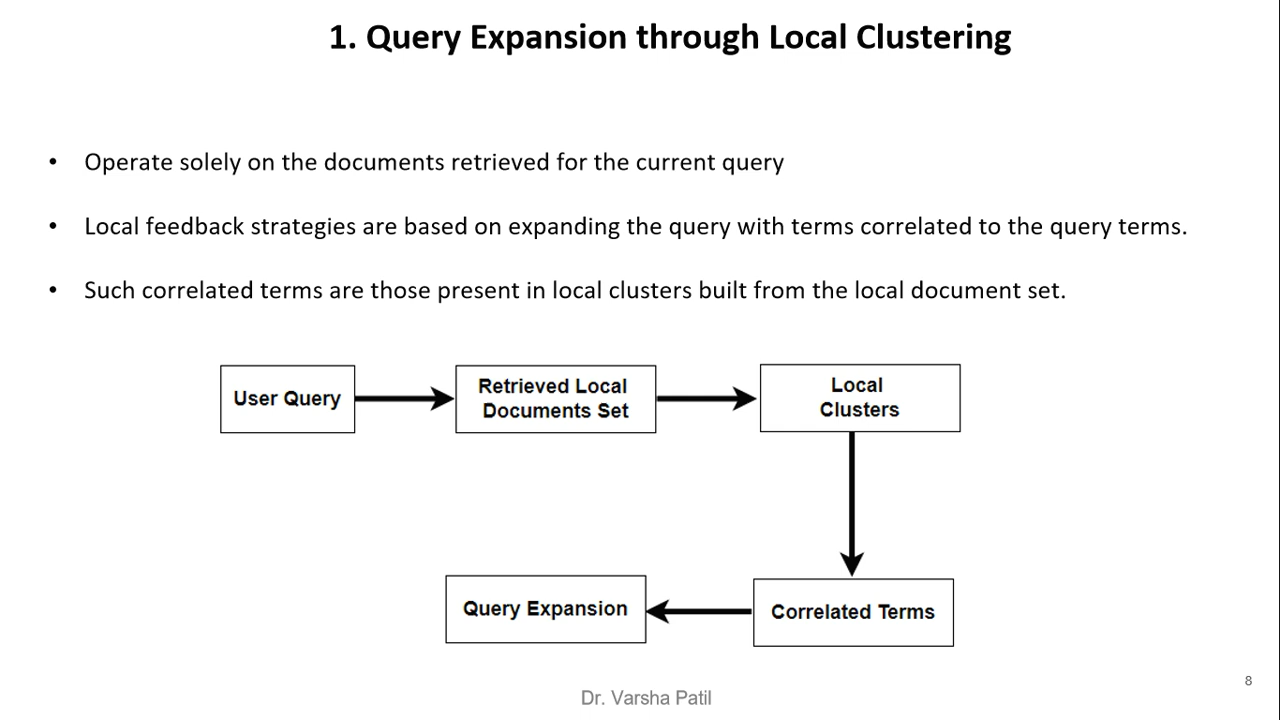 1. Query Expansion through Local Clustering
• Operate solely on the documents retrieved for the current query
• Local feedback strategies are based on expanding the query with terms correlated to the query terms.
• Such correlated terms are those present in local clusters built from the local document set.
User Query
Retrieved Local
Documents Set
Local
Clusters
Correlated Terms
Query Expansion
Dr. Varsha Patil
8